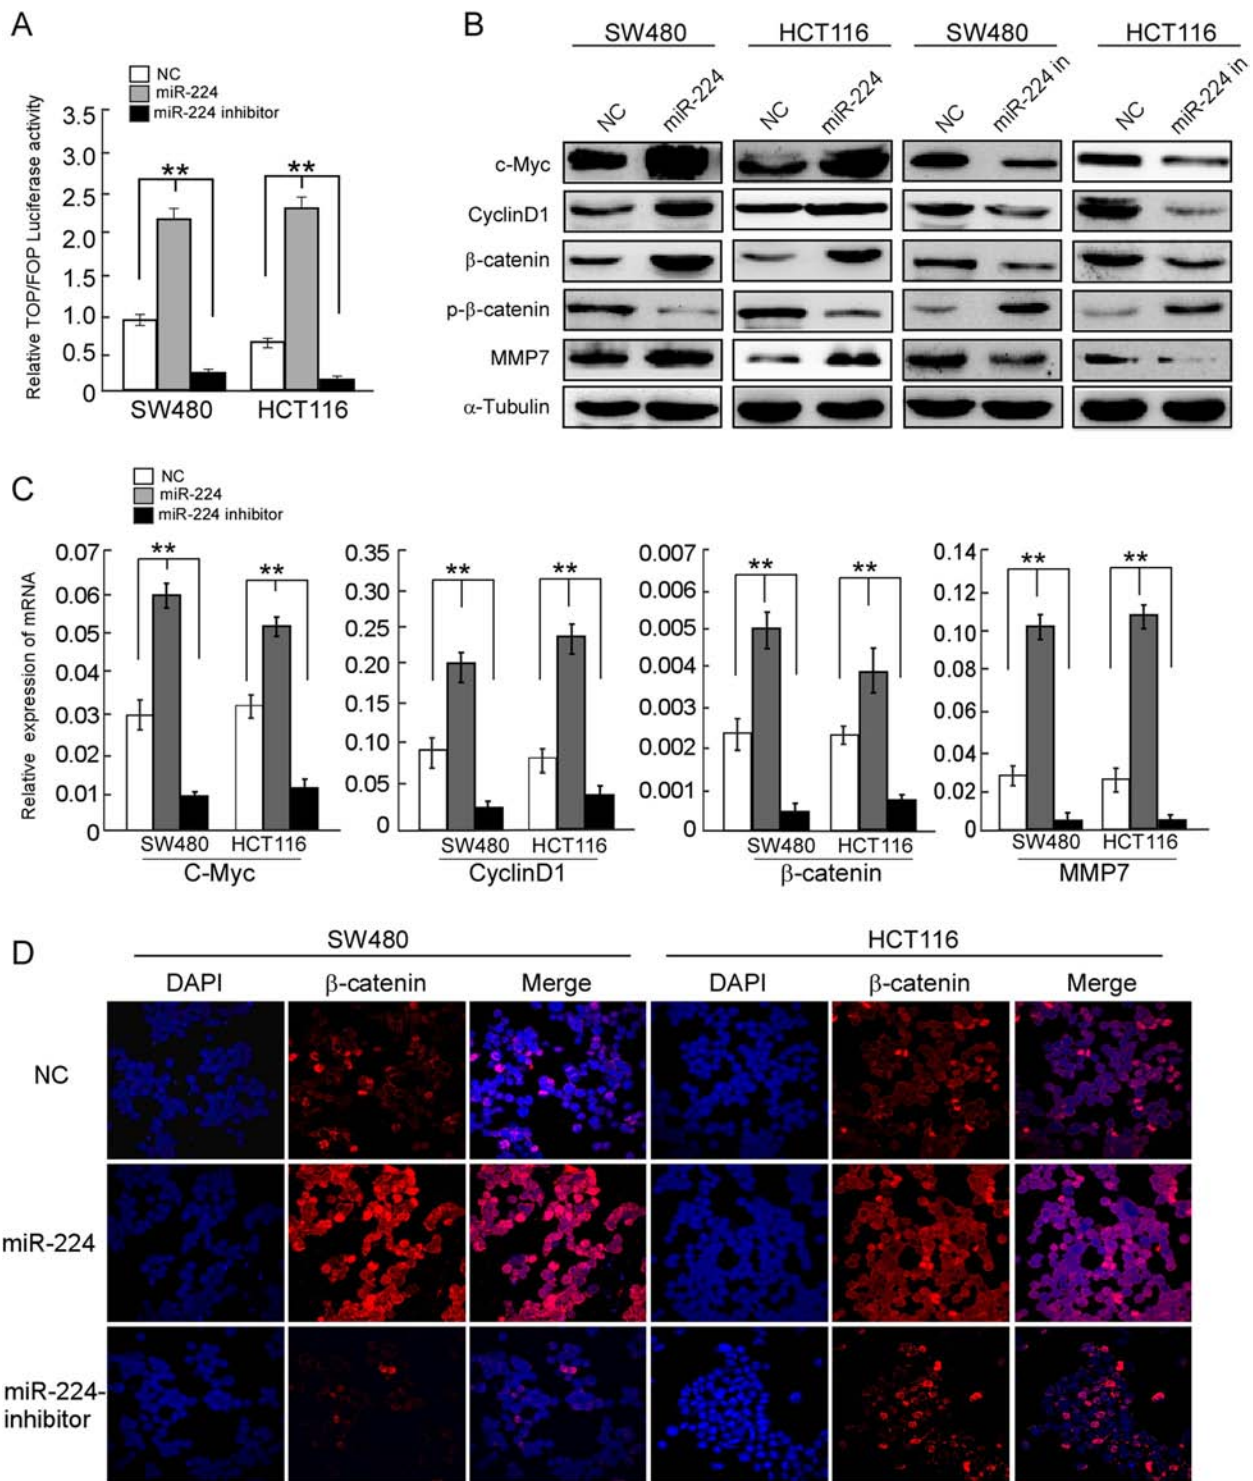 A
NC
miR-224
miR-224 inhibitor
Relative TOP/FOP Luciferase activity
3.5
3.0
2.5
2.0
1.5
1.0
0.5
0
**
**
SW480 HCT116
B
SW480 HCT116 SW480 HCT116
NC miR-224 NC miR-224 NC miR-224 in NC miR-224 in
c-Myc
CyclinD1
β-catenin
p-β-catenin
MMP7
α-Tubulin
C
NC
miR-224
miR-224 inhibitor
Relative expression of mRNA
0.07
0.06
0.05
0.04
0.03
0.02
0.01
0
**
**
SW480 HCT116
C-Myc
0.35
0.30
0.25
0.20
0.15
0.10
0.05
0
**
**
SW480 HCT116
CyclinD1
0.007
0.006
0.005
0.004
0.003
0.002
0.001
0
**
**
SW480 HCT116
β-catenin
0.14
0.12
0.10
0.08
0.06
0.04
0.02
0
**
**
SW480 HCT116
MMP7
D
SW480 HCT116
DAPI β-catenin Merge DAPI β-catenin Merge
NC
miR-224
miR-224-
inhibitor